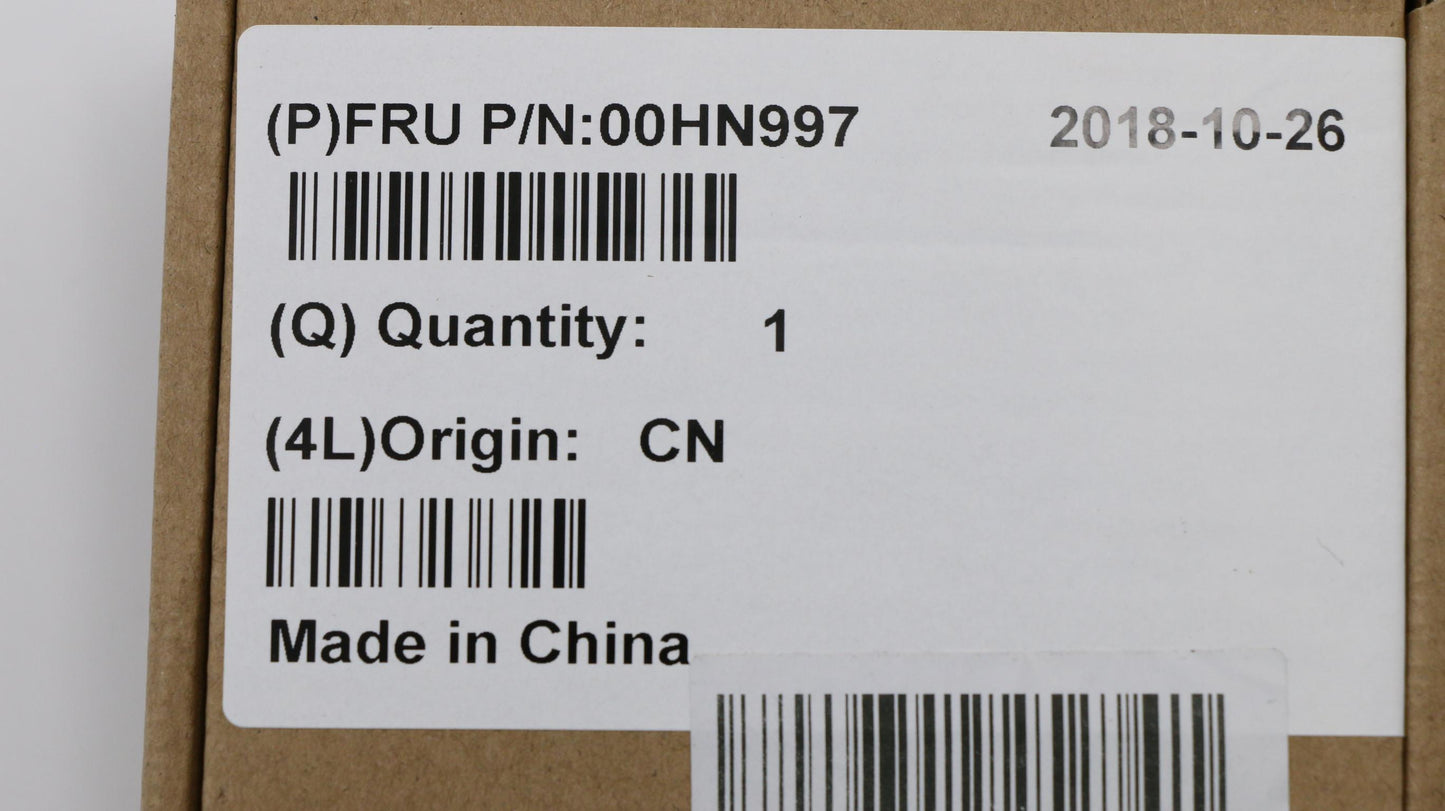 (P)FRU P/N:00HN997 2018-10-26
(Q) Quantity: 1
(4L)Origin: CN
Made in China